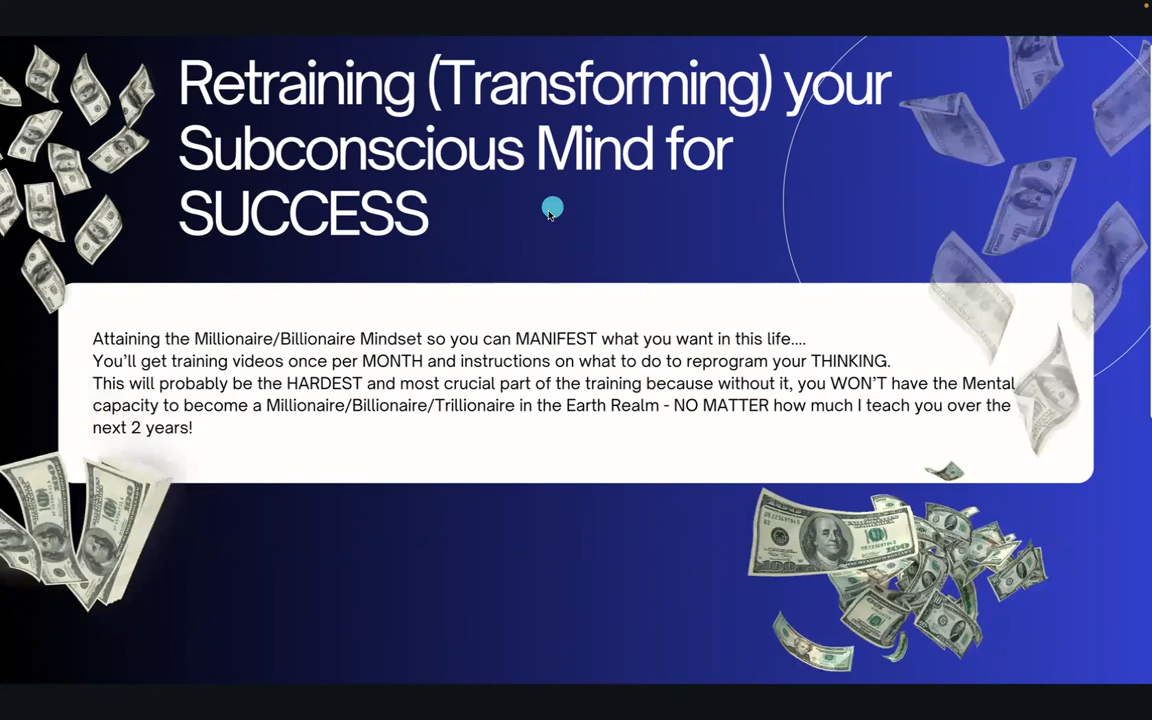 Retraining (Transforming) your
Subconscious Mind for
SUCCESS
Attaining the Millionaire/Billionaire Mindset so you can MANIFEST what you want in this life....
You'll get training videos once per MONTH and instructions on what to do to reprogram your THINKING.
This will probably be the HARDEST and most crucial part of the training because without it, you WON'T have the Mental
capacity to become a Millionaire/Billionaire/Trillionaire in the Earth Realm - NO MATTER how much I teach you over the
next 2 years!